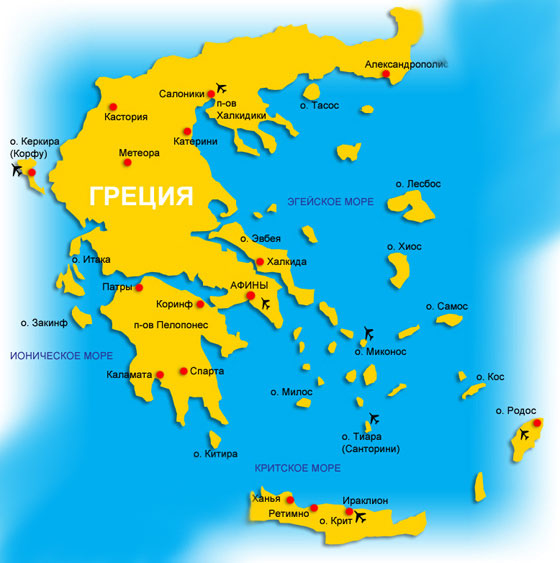 Александрополис
Салоники
п-ов
Халкидики
о. Тасос
Кастория
Катерини
о. Керкира
(Корфу)
Метеора
ГРЕЦИЯ
о. Лесбос
ЭГЕЙСКОЕ МОРЕ
о. Эвбея
о. Хиос
о. Итака
Халкида
Патры
АФИНЫ
Коринф
о. Закинф
п-ов Пелопонес
о. Самос
ИОНИЧЕСКОЕ МОРЕ
о. Миконос
Каламата
Спарта
о. Милос
о. Кос
о. Родос
о. Тиара
(Санторини)
о. Китира
КРИТСКОЕ МОРЕ
Ханья
Ираклион
Ретимно
о. Крит